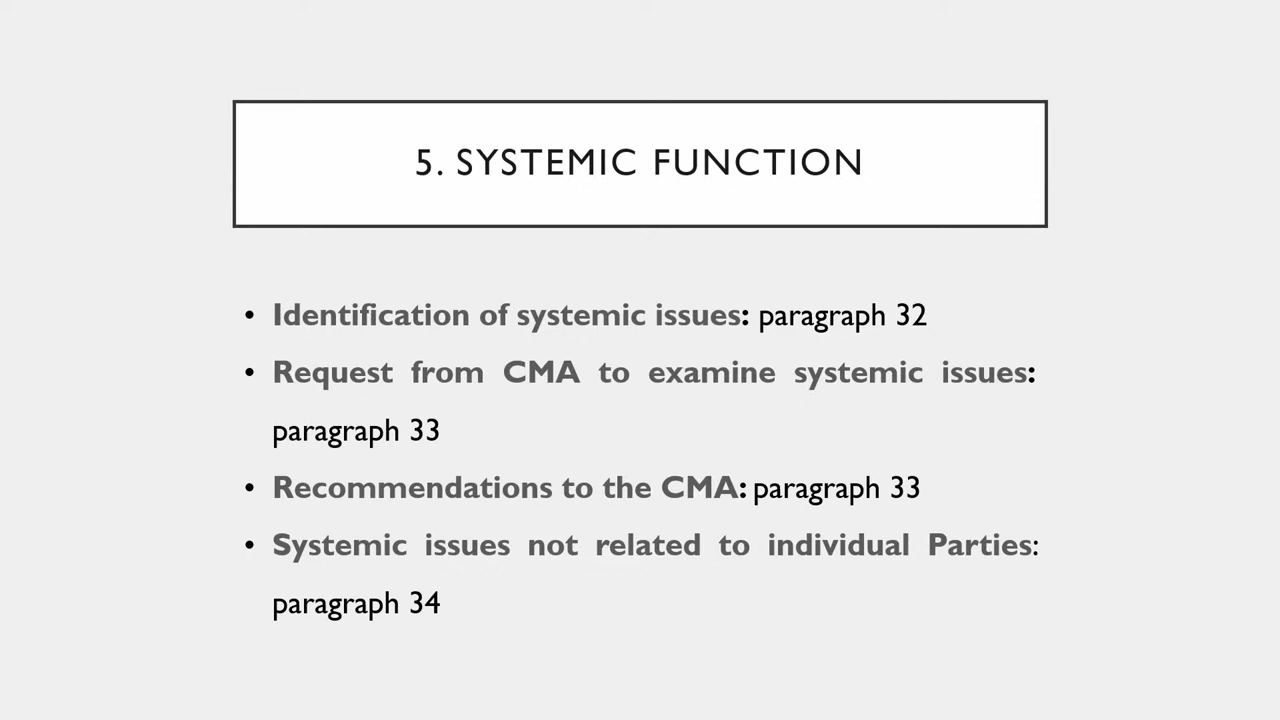 5. SYSTEMIC FUNCTION
• Identification of systemic issues: paragraph 32
• Request from CMA to examine systemic issues:
paragraph 33
• Recommendations to the CMA: paragraph 33
• Systemic issues not related to individual Parties:
paragraph 34